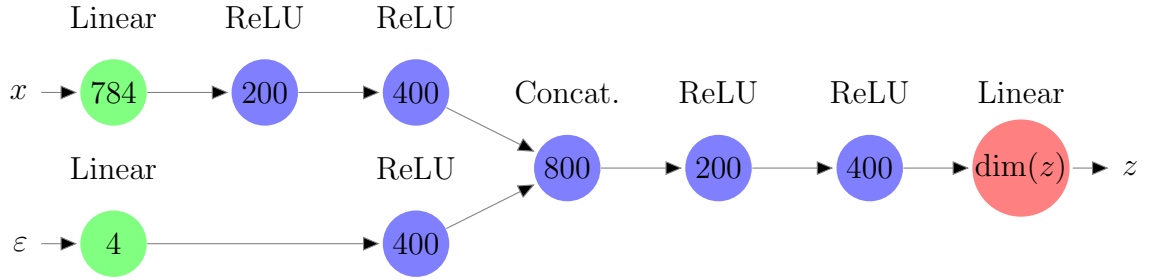 Linear ReLU ReLU
x 784 200 400
Concat. ReLU ReLU Linear
Linear ReLU
800 200 400 dim(z) z
ε 4 400